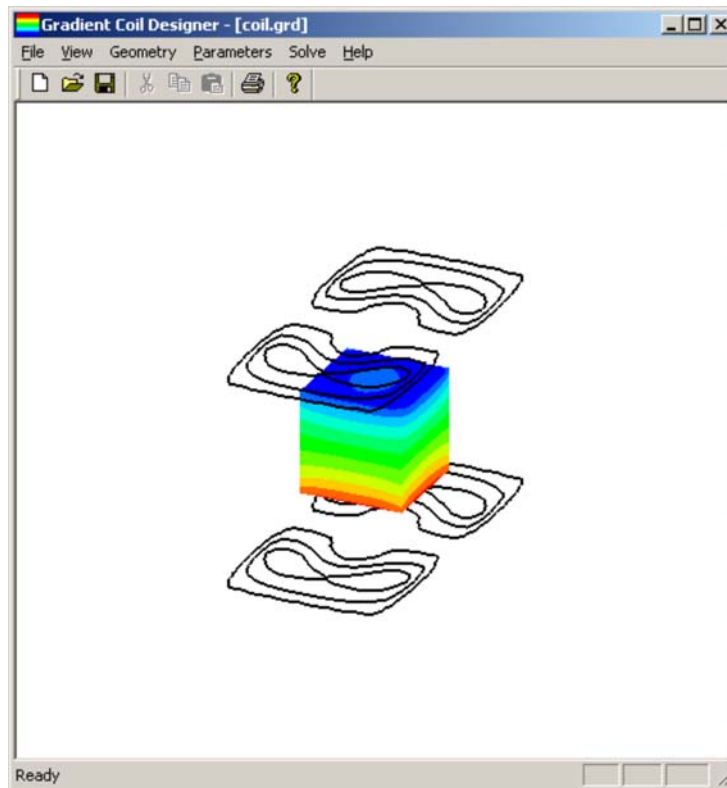 Gradient Coil Designer - [coil.grd]
File View Geometry Parameters Solve Help
Ready